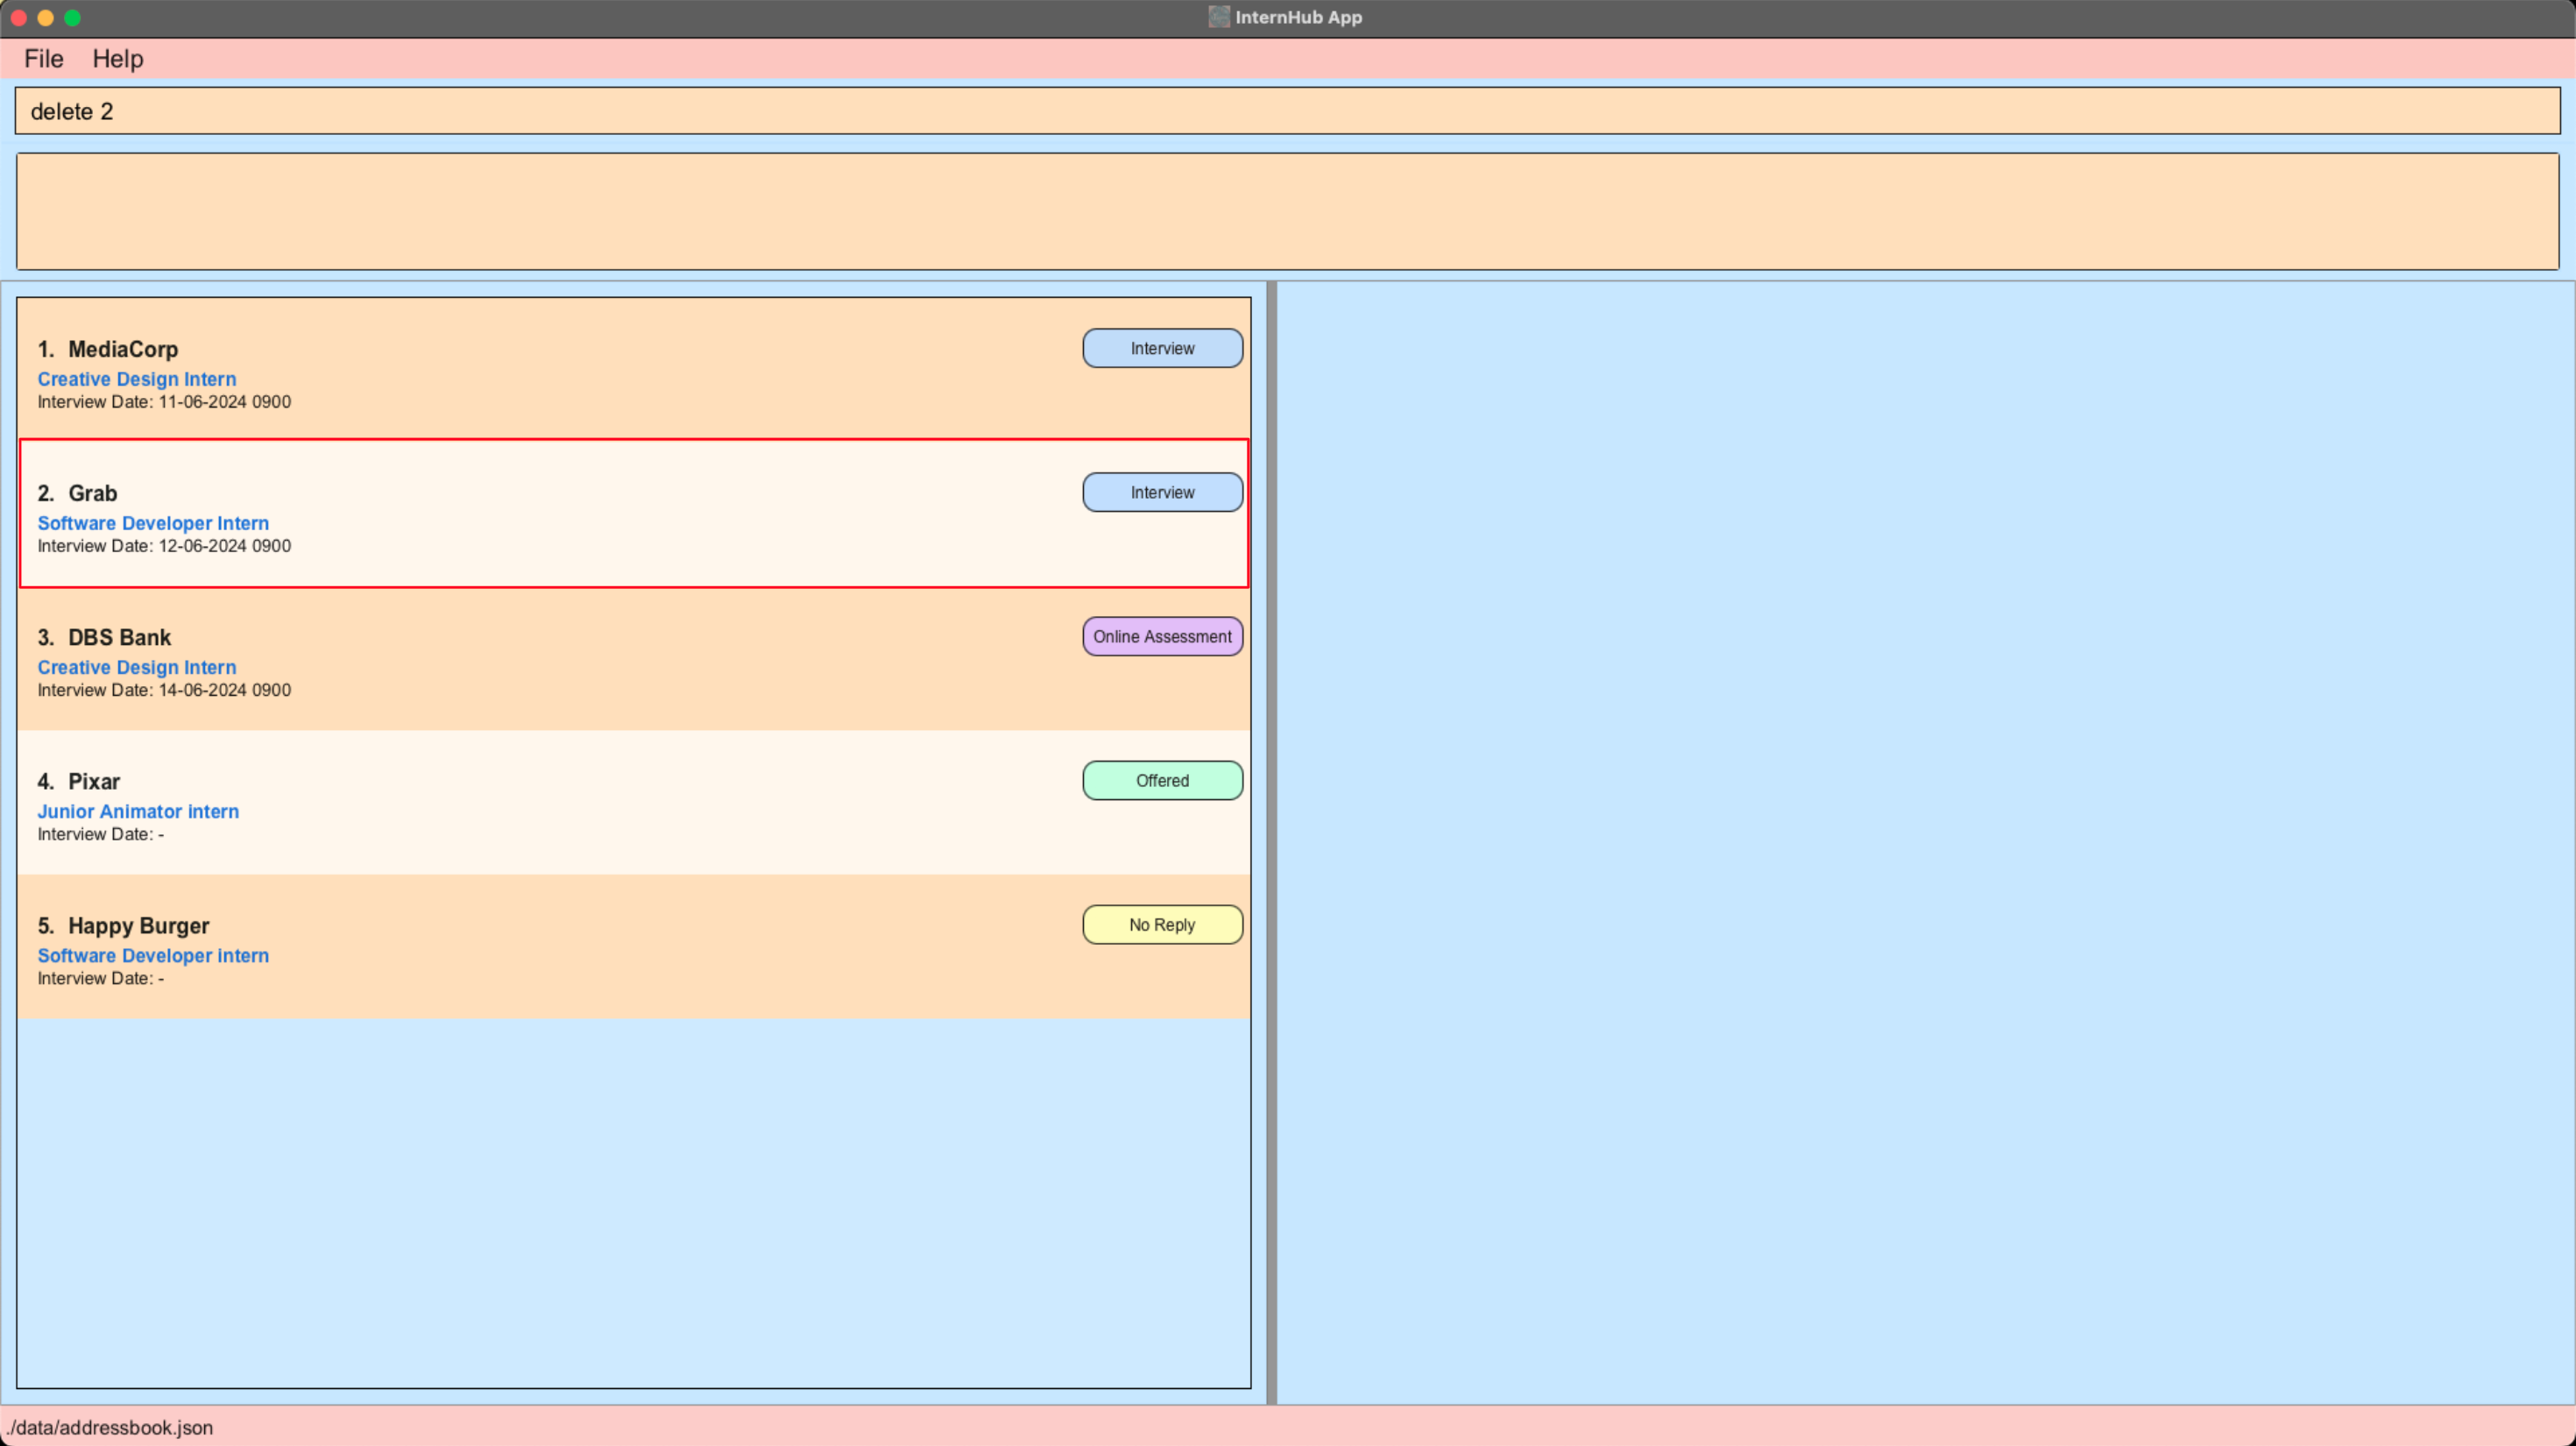 InternHub App
File Help
delete 2
1. MediaCorp
Interview
Creative Design Intern
Interview Date: 11-06-2024 0900
2. Grab
Interview
Software Developer Intern
Interview Date: 12-06-2024 0900
3. DBS Bank
Online Assessment
Creative Design Intern
Interview Date: 14-06-2024 0900
4. Pixar
Offered
Junior Animator intern
Interview Date: -
5. Happy Burger
No Reply
Software Developer intern
Interview Date: -
./data/addressbook.json